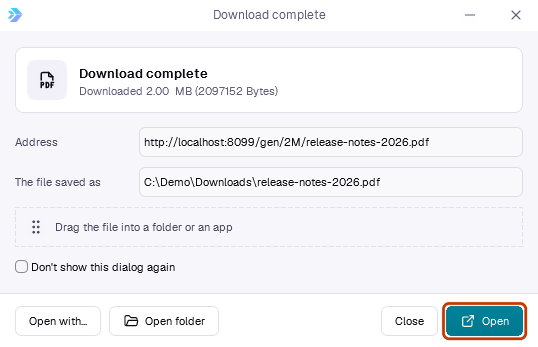 Download complete
PDF
Download complete
Downloaded 2.00  MB (2097152 Bytes)
Address
http://localhost:8099/gen/2M/release-notes-2026.pdf
The file saved as
C:\Demo\Downloads\release-notes-2026.pdf
Drag the file into a folder or an app
Don't show this dialog again
Open with...
Open folder
Close
Open